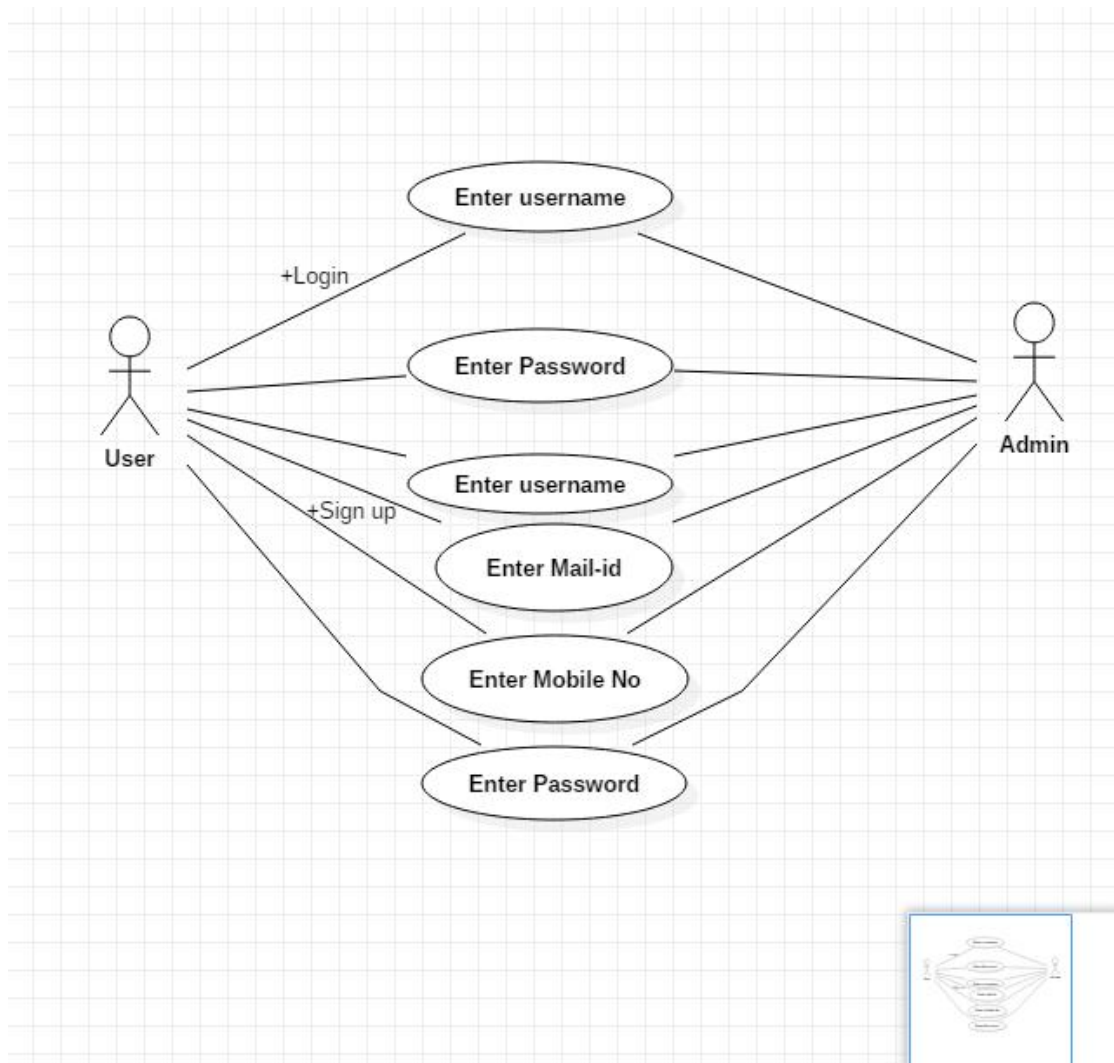 Enter username
+Login
Enter Password
User
Admin
Enter username
+Sign up
Enter Mail-id
Enter Mobile No
Enter Password